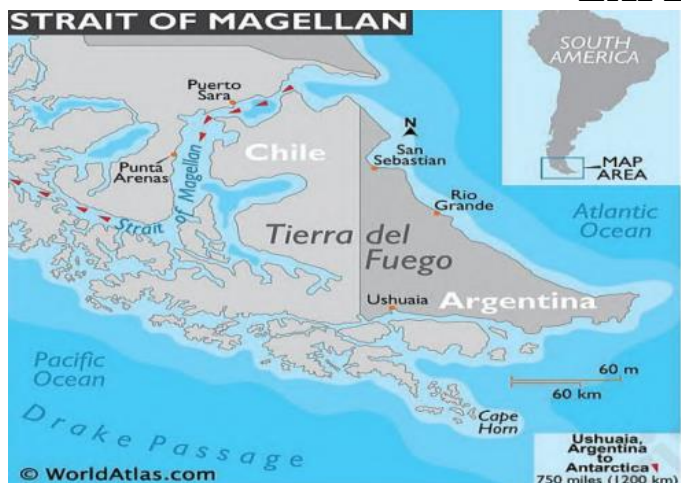 STRAIT OF MAGELLAN
SOUTH
AMERICA
MAP
AREA
Puerto
Sara
N
San
Sebastian
Chile
Punta
Arenas
Rio
Grande
Atlantic
Ocean
Strait of Magellan
Tierra del
Fuego
Ushuaia
Argentina
Pacific
Ocean
60 m
60 km
Cape
Horn
Drake Passage
Ushuaia,
Argentina
to
Antarctica
750 miles (1200 km)
© WorldAtlas.com